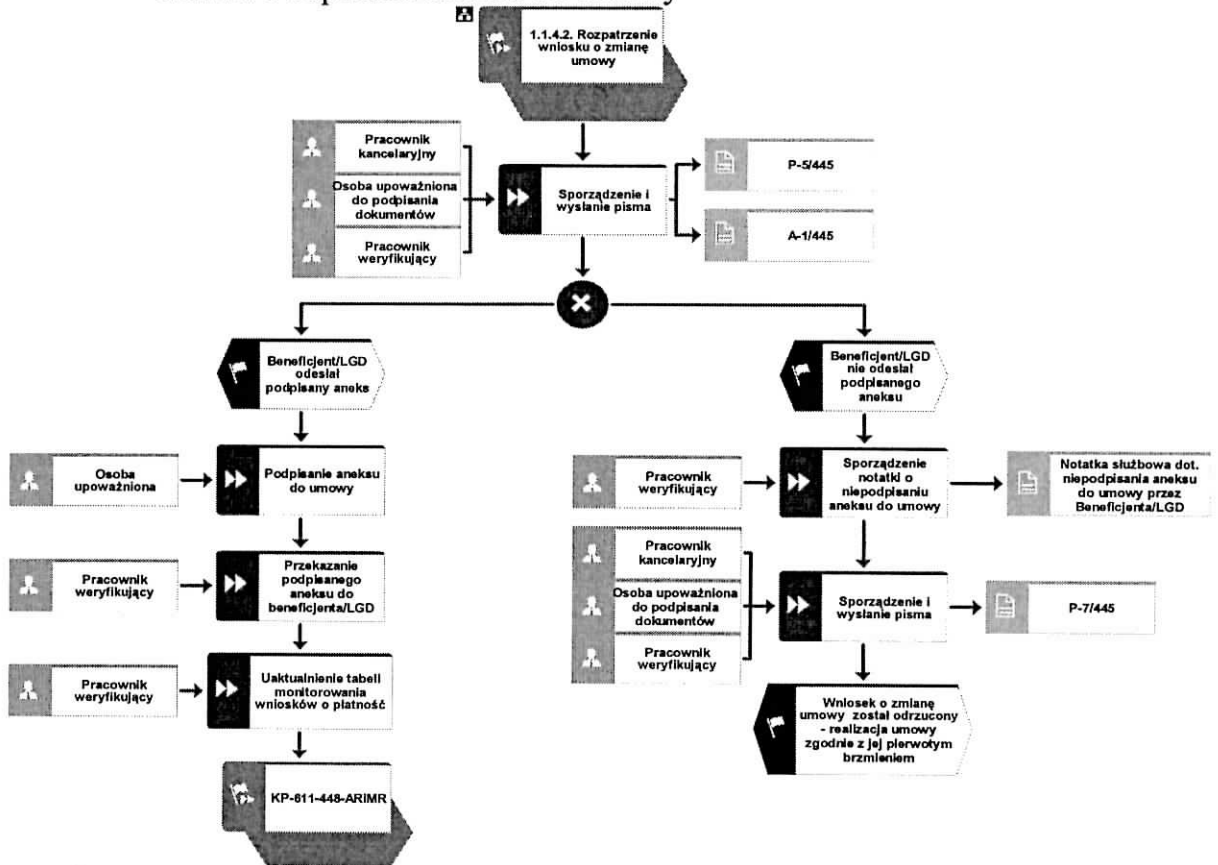 1.1.4.2. Rozpatrzenie
wniosku o zmianę
umowy
Pracownik
kancelaryjny
Osoba upoważniona
do podpisania
dokumentów
Pracownik
weryfikujący
Sporządzenie i
wysłanie pisma
P-5/445
A-1/445
Beneficjent/LGD
odesłał
podpisany aneks
Beneficjent/LGD
nie odesłał
podpisanego
aneksu
Osoba
upoważniona
Podpisanie aneksu
do umowy
Pracownik
weryfikujący
Sporządzenie
notatki o
niepodpisaniu
aneksu do umowy
Notatka służbowa dot.
niepodpisania aneksu
do umowy przez
Beneficjenta/LGD
Pracownik
weryfikujący
Przekazanie
podpisanego
aneksu do
beneficjenta/LGD
Pracownik
kancelaryjny
Osoba upoważniona
do podpisania
dokumentów
Pracownik
weryfikujący
Sporządzenie i
wysłanie pisma
P-7/445
Pracownik
weryfikujący
Uaktualnienie tabeli
monitorowania
wniosków o płatność
Wniosek o zmianę
umowy został odrzucony
- realizacja umowy
zgodnie z jej pierwotym
brzmieniem
KP-611-448-ARiMR